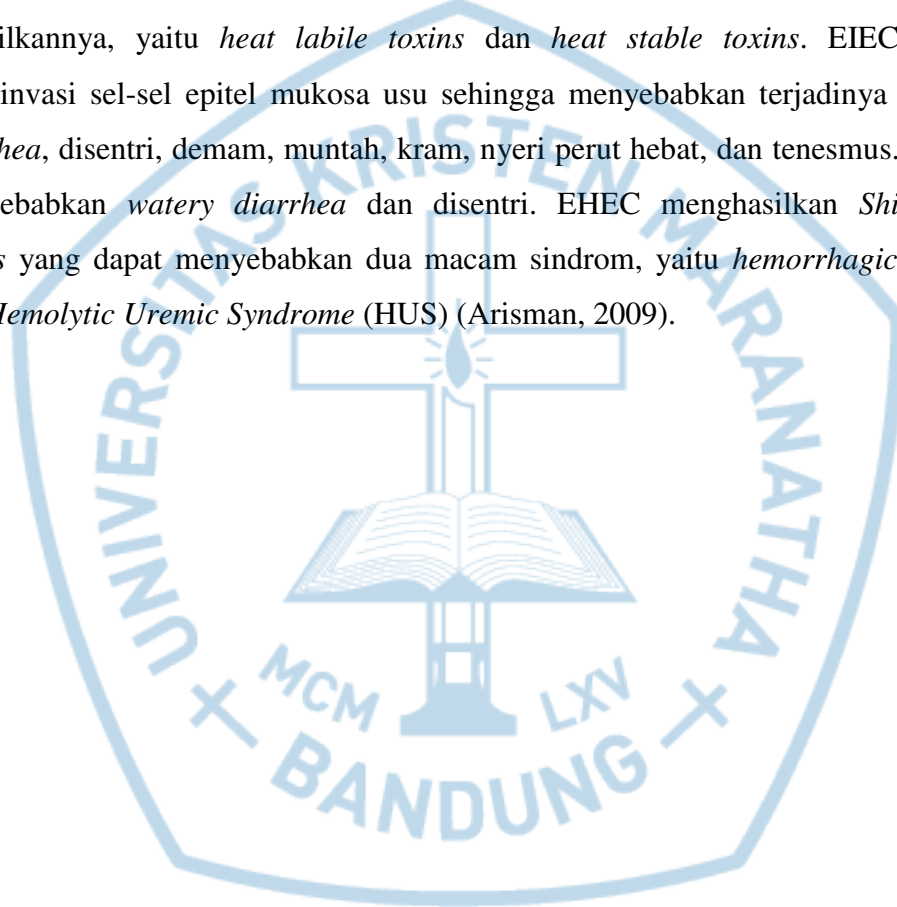 ilkannya, yaitu heat labile toxins dan heat stable toxins. EIEC
invasi sel-sel epitel mukosa usu sehingga menyebabkan terjadinya
hea, disentri, demam, muntah, kram, nyeri perut hebat, dan tenesmus.
ebabkan watery diarrhea dan disentri. EHEC menghasilkan Shi
s yang dapat menyebabkan dua macam sindrom, yaitu hemorrhagic
Hemolytic Uremic Syndrome (HUS) (Arisman, 2009).
UNIVERSITAS KRISTEN MARANATHA
MCM LXV
BANDUNG